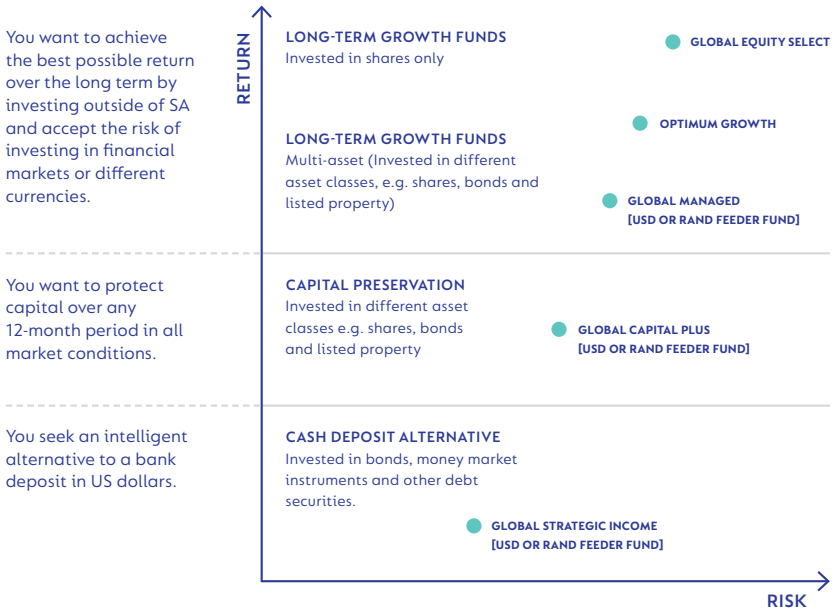 You want to achieve
the best possible return
over the long term by
investing outside of SA
and accept the risk of
investing in financial
markets or different
currencies.
RETURN
LONG-TERM GROWTH FUNDS
Invested in shares only
GLOBAL EQUITY SELECT
LONG-TERM GROWTH FUNDS
Multi-asset (Invested in different
asset classes, e.g. shares, bonds and
listed property)
OPTIMUM GROWTH
GLOBAL MANAGED
[USD OR RAND FEEDER FUND]
You want to protect
capital over any
12-month period in all
market conditions.
CAPITAL PRESERVATION
Invested in different asset
classes e.g. shares, bonds
and listed property
GLOBAL CAPITAL PLUS
[USD OR RAND FEEDER FUND]
You seek an intelligent
alternative to a bank
deposit in US dollars.
CASH DEPOSIT ALTERNATIVE
Invested in bonds, money market
instruments and other debt
securities.
GLOBAL STRATEGIC INCOME
[USD OR RAND FEEDER FUND]
RISK